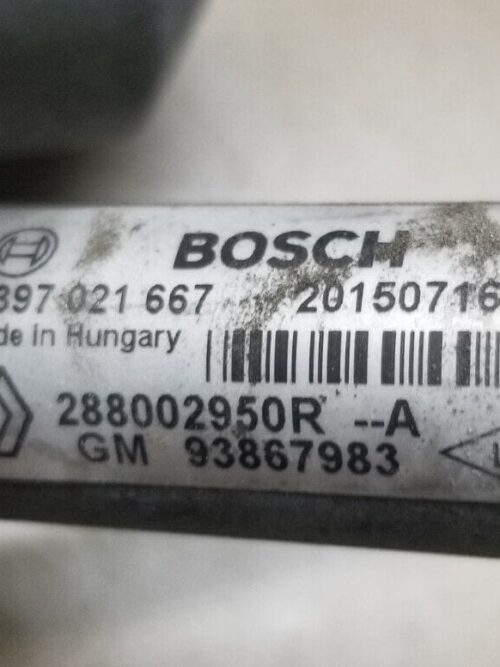 BOSCH
397 021 667 20150716
de in Hungary
288002950R --A
GM 93867983